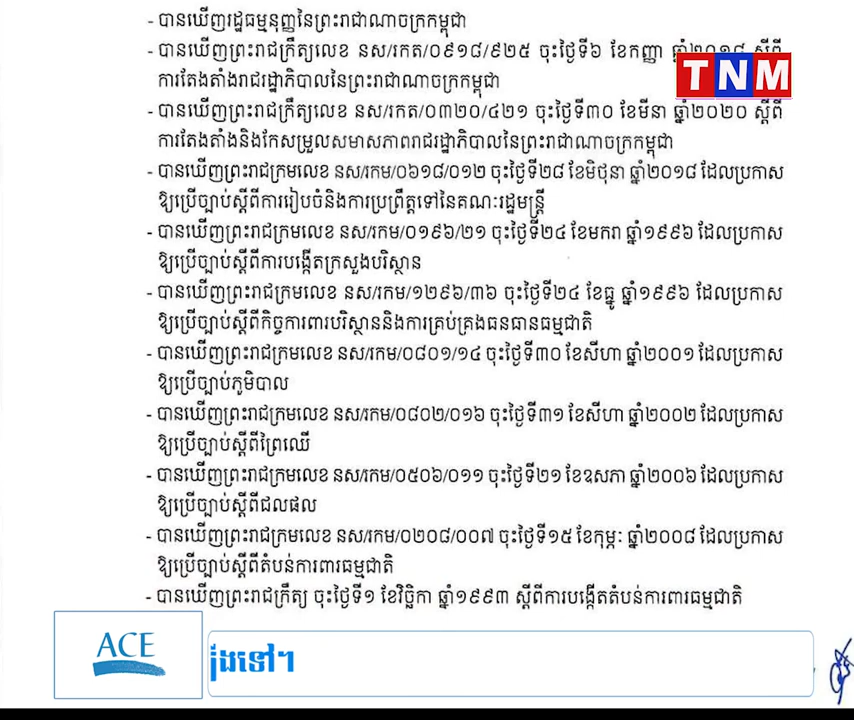 - បានឃើញរដ្ឋធម្មនុញ្ញនៃព្រះរាជាណាចក្រកម្ពុជា
- បានឃើញព្រះរាជក្រឹត្យលេខ នស/រកត/០៩១៨/៩២៥ ចុះថ្ងៃទី៦ ខែកញ្ញា ឆ្នាំ២០១៨ ស្តីពី
ការតែងតាំងរាជរដ្ឋាភិបាលនៃព្រះរាជាណាចក្រកម្ពុជា
TNM
- បានឃើញព្រះរាជក្រឹត្យលេខ នស/រកត/០៣២០/៤២១ ចុះថ្ងៃទី៣០ ខែមីនា ឆ្នាំ២០២០ ស្តីពី
ការតែងតាំងនិងកែសម្រួលសមាសភាពរាជរដ្ឋាភិបាលនៃព្រះរាជាណាចក្រកម្ពុជា
- បានឃើញព្រះរាជក្រមលេខ នស/រកម/០៦១៨/០១២ ចុះថ្ងៃទី២៨ ខែមិថុនា ឆ្នាំ២០១៨ ដែលប្រកាស
ឱ្យប្រើច្បាប់ស្តីពីការរៀបចំនិងការប្រព្រឹត្តទៅនៃគណៈរដ្ឋមន្ត្រី
- បានឃើញព្រះរាជក្រមលេខ នស/រកម/០១៩៦/២១ ចុះថ្ងៃទី២៤ ខែមករា ឆ្នាំ១៩៩៦ ដែលប្រកាស
ឱ្យប្រើច្បាប់ស្តីពីការបង្កើតក្រសួងបរិស្ថាន
- បានឃើញព្រះរាជក្រមលេខ នស/រកម/១២៩៦/៣៦ ចុះថ្ងៃទី២៤ ខែធ្នូ ឆ្នាំ១៩៩៦ ដែលប្រកាស
ឱ្យប្រើច្បាប់ស្តីពីកិច្ចការពារបរិស្ថាននិងការគ្រប់គ្រងធនធានធម្មជាតិ
- បានឃើញព្រះរាជក្រមលេខ នស/រកម/០៨០១/១៤ ចុះថ្ងៃទី៣០ ខែសីហា ឆ្នាំ២០០១ ដែលប្រកាស
ឱ្យប្រើច្បាប់ភូមិបាល
- បានឃើញព្រះរាជក្រមលេខ នស/រកម/០៨០២/០១៦ ចុះថ្ងៃទី៣១ ខែសីហា ឆ្នាំ២០០២ ដែលប្រកាស
ឱ្យប្រើច្បាប់ស្តីពីព្រៃឈើ
- បានឃើញព្រះរាជក្រមលេខ នស/រកម/០៥០៦/០១១ ចុះថ្ងៃទី២១ ខែឧសភា ឆ្នាំ២០០៦ ដែលប្រកាស
ឱ្យប្រើច្បាប់ស្តីពីជលផល
- បានឃើញព្រះរាជក្រមលេខ នស/រកម/០២០៨/០០៧ ចុះថ្ងៃទី១៥ ខែកុម្ភៈ ឆ្នាំ២០០៨ ដែលប្រកាស
ឱ្យប្រើច្បាប់ស្តីពីតំបន់ការពារធម្មជាតិ
- បានឃើញព្រះរាជក្រឹត្យ ចុះថ្ងៃទី១ ខែវិច្ឆិកា ឆ្នាំ១៩៩៣ ស្តីពីការបង្កើតតំបន់ការពារធម្មជាតិ
ACE